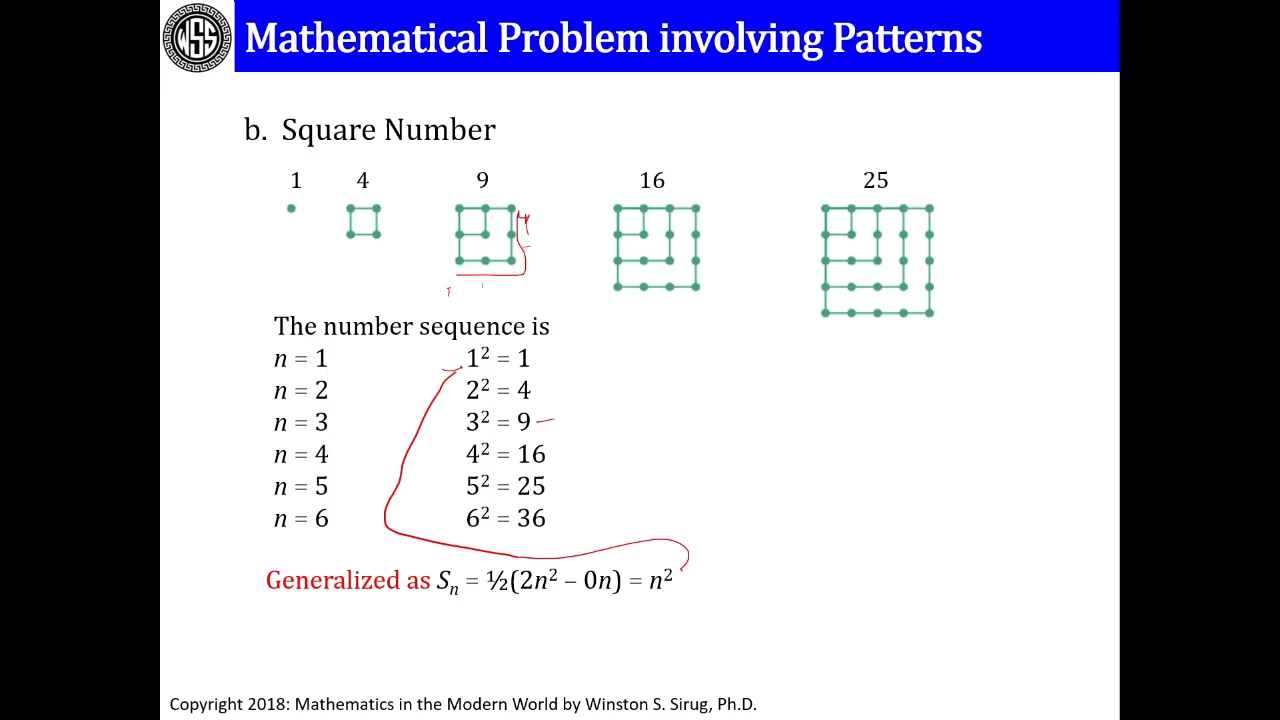 WSS
Mathematical Problem involving Patterns
b. Square Number
1 4 9 16 25
The number sequence is
n = 1 1² = 1
n = 2 2² = 4
n = 3 3² = 9
n = 4 4² = 16
n = 5 5² = 25
n = 6 6² = 36
Generalized as Sₙ = ½(2n² – 0n) = n²
Copyright 2018: Mathematics in the Modern World by Winston S. Sirug, Ph.D.